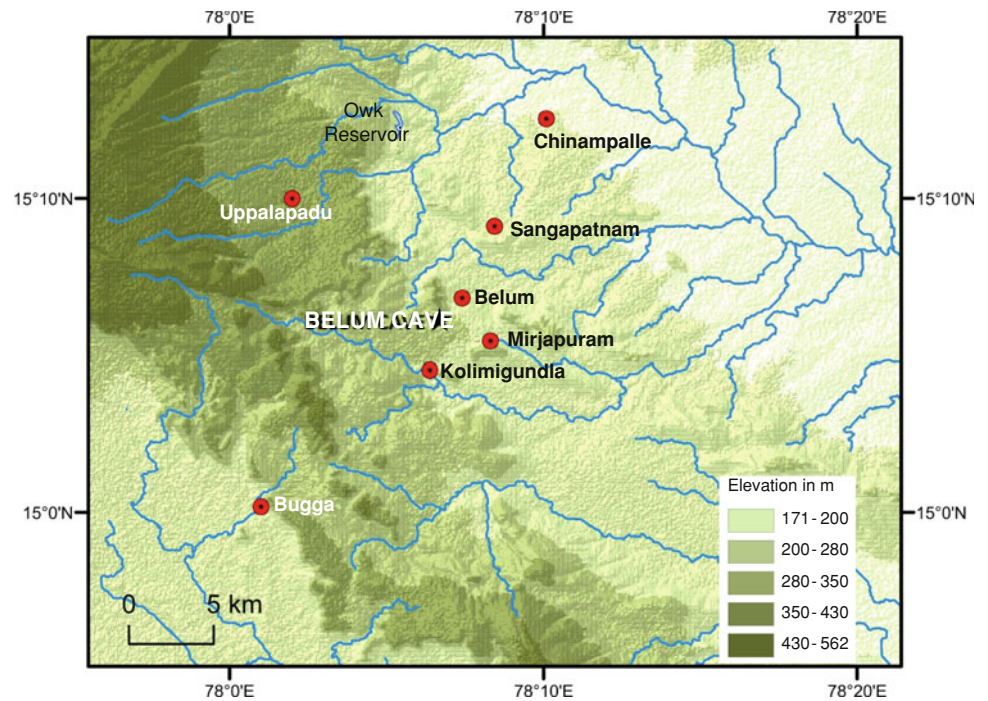 78°0'E
78°10'E
78°20'E
Owk
Reservoir
Chinampalle
15°10'N
15°10'N
Uppalapadu
Sangapatnam
Belum
BELUM CAVE
Mirjapuram
Kolimigundla
Elevation in m
Bugga
15°0'N
15°0'N
171-200
200-280
280-350
350-430
430-562
0
5 km
78°0'E
78°10'E
78°20'E